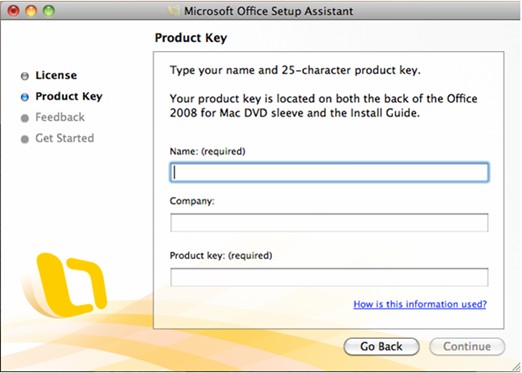 Microsoft Office Setup Assistant
Product Key
License
Product Key
Feedback
Get Started
Type your name and 25-character product key.
Your product key is located on both the back of the Office
2008 for Mac DVD sleeve and the Install Guide.
Name: (required)
Company:
Product key: (required)
How is this information used?
Go Back
Continue